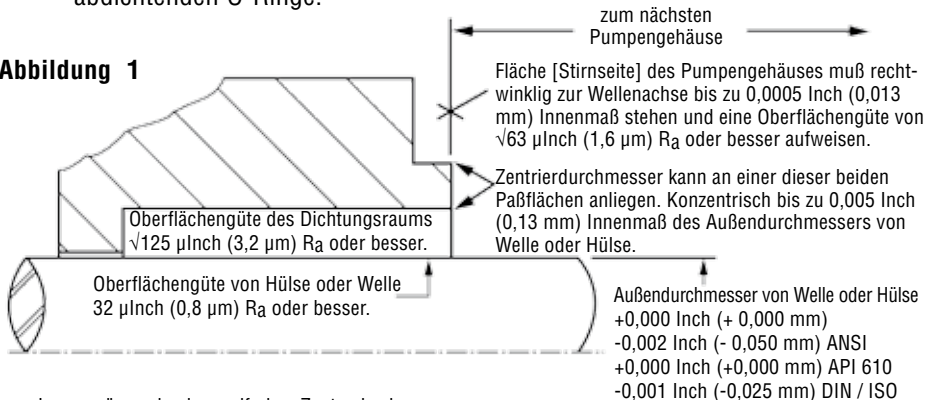 zum nächsten
Pumpengehäuse
Abbildung 1
Fläche [Stirnseite] des Pumpengehäuses muß recht-
winklig zur Wellenachse bis zu 0,0005 Inch (0,013
mm) Innenmaß stehen und eine Oberflächengüte von
√63 µInch (1,6 µm) Ra oder besser aufweisen.
Zentrierdurchmesser kann an einer dieser beiden
Paßflächen anliegen. Konzentrisch bis zu 0,005 Inch
(0,13 mm) Innenmaß des Außendurchmessers von
Welle oder Hülse.
Oberflächengüte des Dichtungsraums
√125 µInch (3,2 µm) Ra oder besser.
Oberflächengüte von Hülse oder Welle
32 µInch (0,8 µm) Ra oder besser.
Außendurchmesser von Welle oder Hülse
+0,000 Inch (+ 0,000 mm)
-0,002 Inch (- 0,050 mm) ANSI
+0,000 Inch (+0,000 mm) API 610
-0,001 Inch (-0,025 mm) DIN / ISO